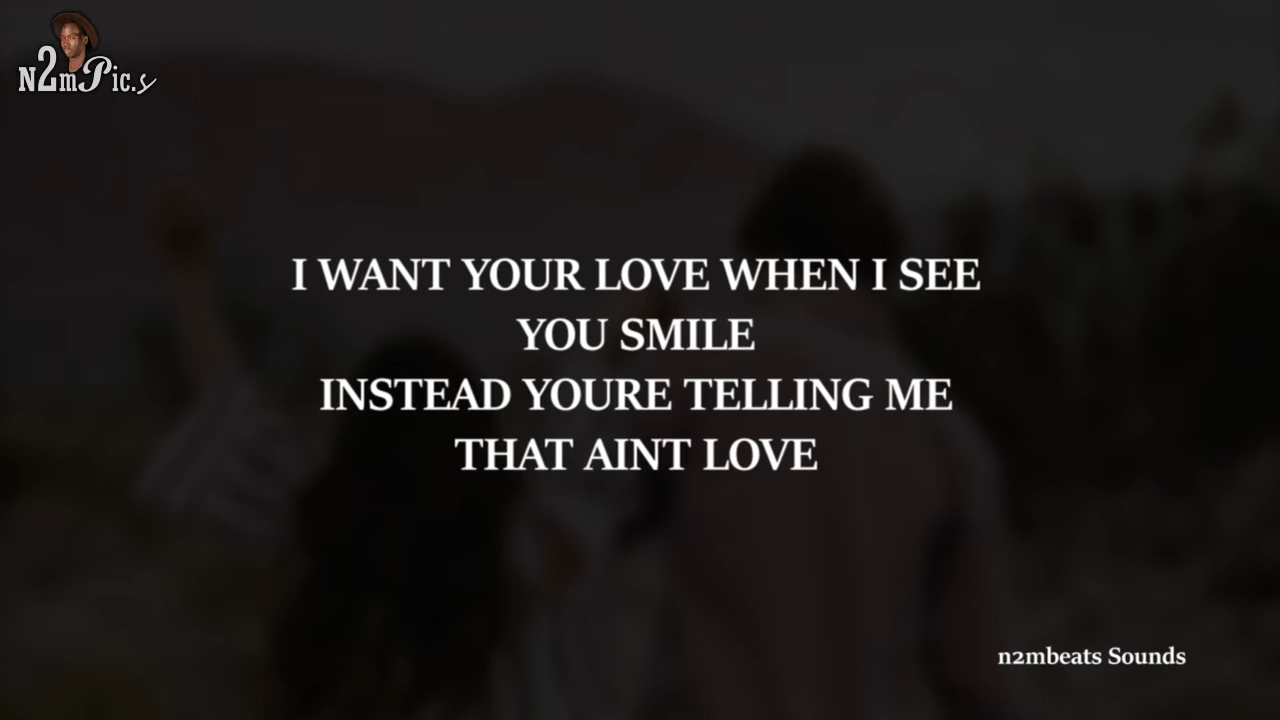 N2mPic.y
I WANT YOUR LOVE WHEN I SEE
YOU SMILE
INSTEAD YOURE TELLING ME
THAT AINT LOVE
n2mbeats Sounds